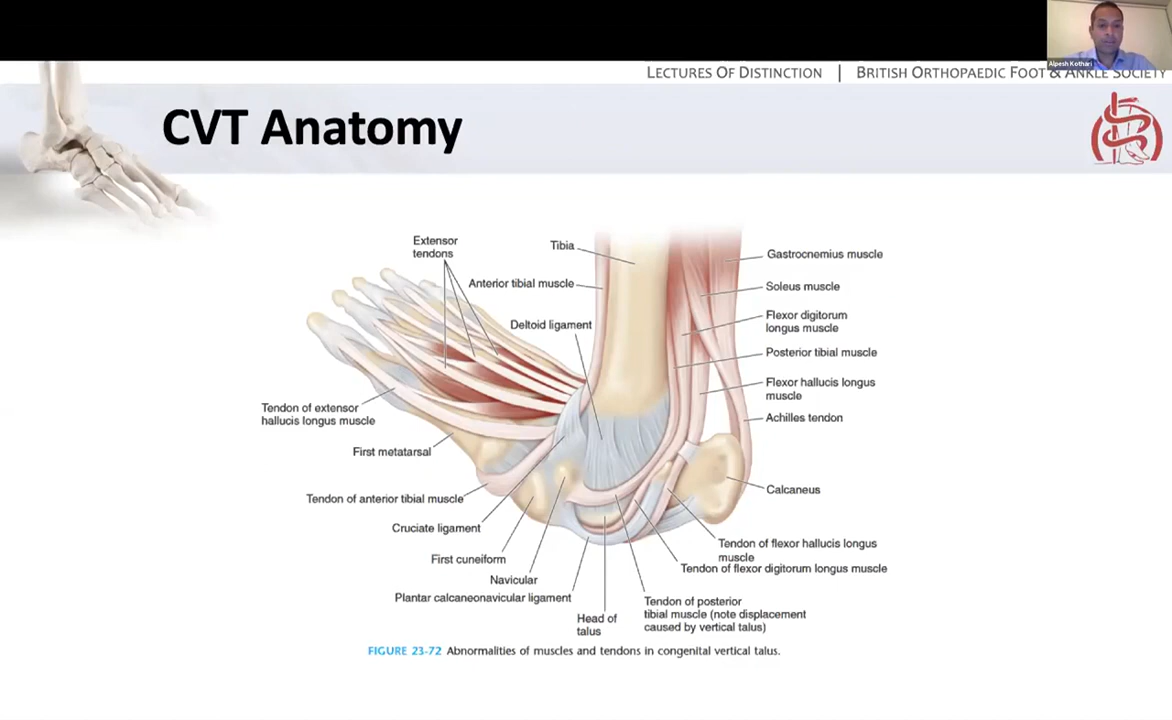 Alpesh Kothari
LECTURES OF DISTINCTION | BRITISH ORTHOPAEDIC FOOT & ANKLE SOCIETY
CVT Anatomy
Extensor
tendons
Tibia
Anterior tibial muscle
Deltoid ligament
Gastrocnemius muscle
Soleus muscle
Flexor digitorum
longus muscle
Posterior tibial muscle
Flexor hallucis longus
muscle
Achilles tendon
Tendon of extensor
hallucis longus muscle
First metatarsal
Tendon of anterior tibial muscle
Cruciate ligament
First cuneiform
Navicular
Plantar calcaneonavicular ligament
Head of
talus
Calcaneus
Tendon of flexor hallucis longus
muscle
Tendon of flexor digitorum longus muscle
Tendon of posterior
tibial muscle (note displacement
caused by vertical talus)
FIGURE 23-72 Abnormalities of muscles and tendons in congenital vertical talus.